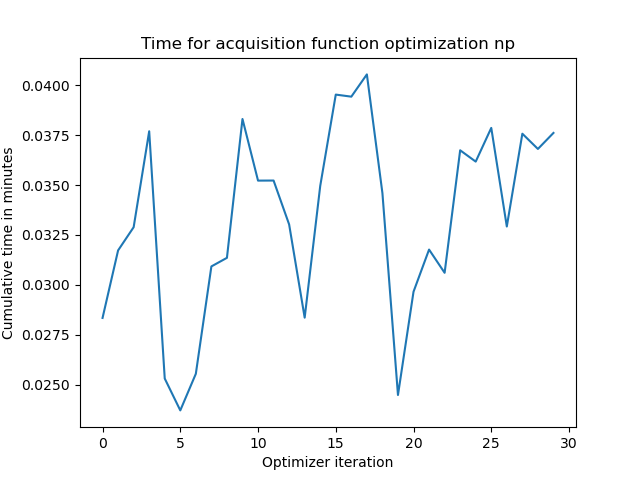 Time for acquisition function optimization np
Cumulative time in minutes
0.0400
0.0375
0.0350
0.0325
0.0300
0.0275
0.0250
0 5 10 15 20 25 30
Optimizer iteration